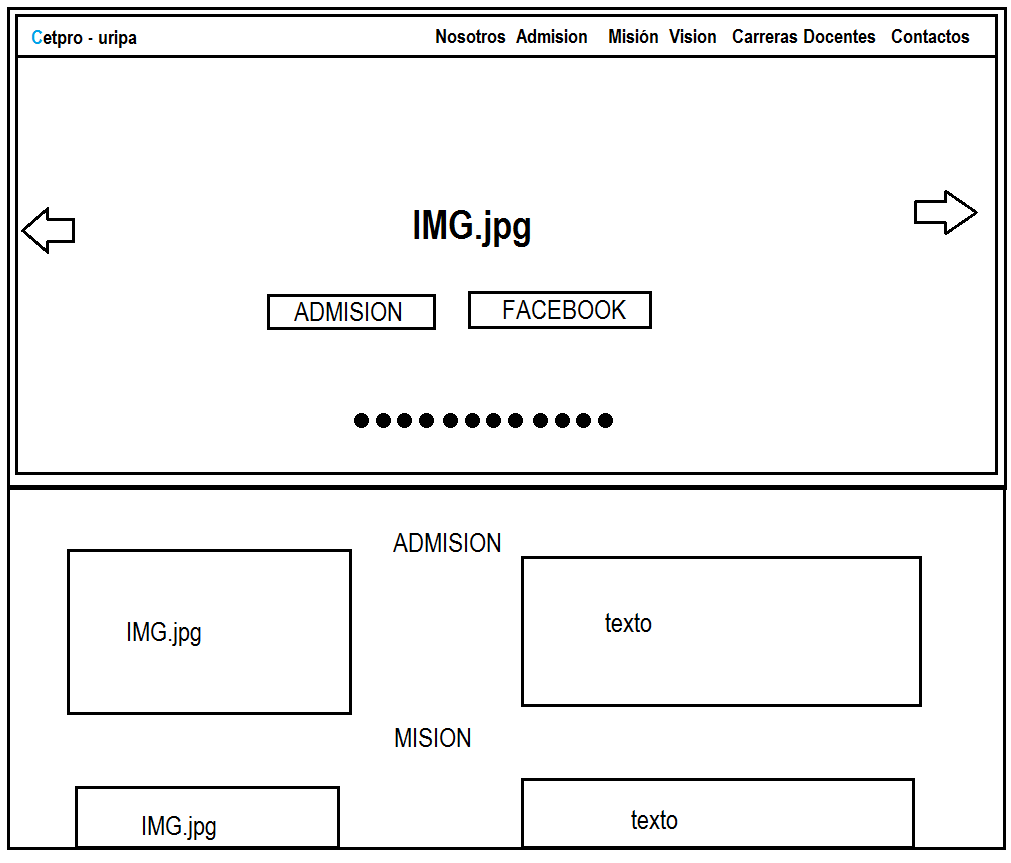 Cetpro - uripa Nosotros Admision Misión Vision Carreras Docentes Contactos
IMG.jpg
ADMISION FACEBOOK
ADMISION
IMG.jpg texto
MISION
IMG.jpg texto